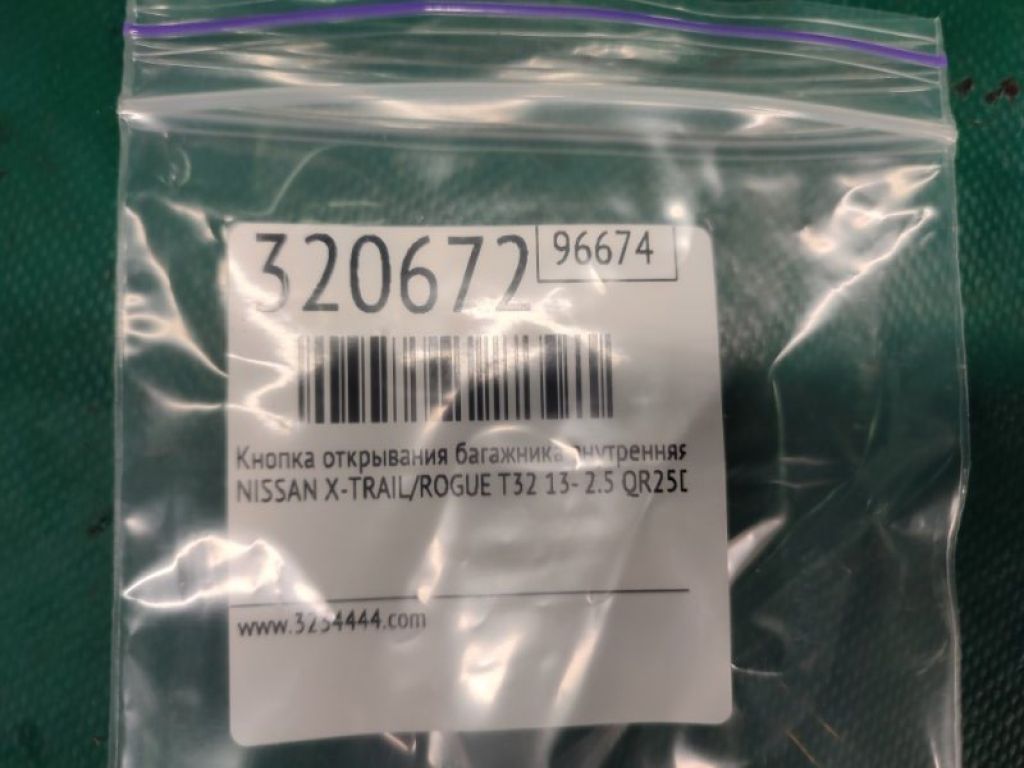 320672
96674
Кнопка открывания багажника внутренняя
NISSAN X-TRAIL/ROGUE T32 13- 2.5 QR25D
www.3254444.com